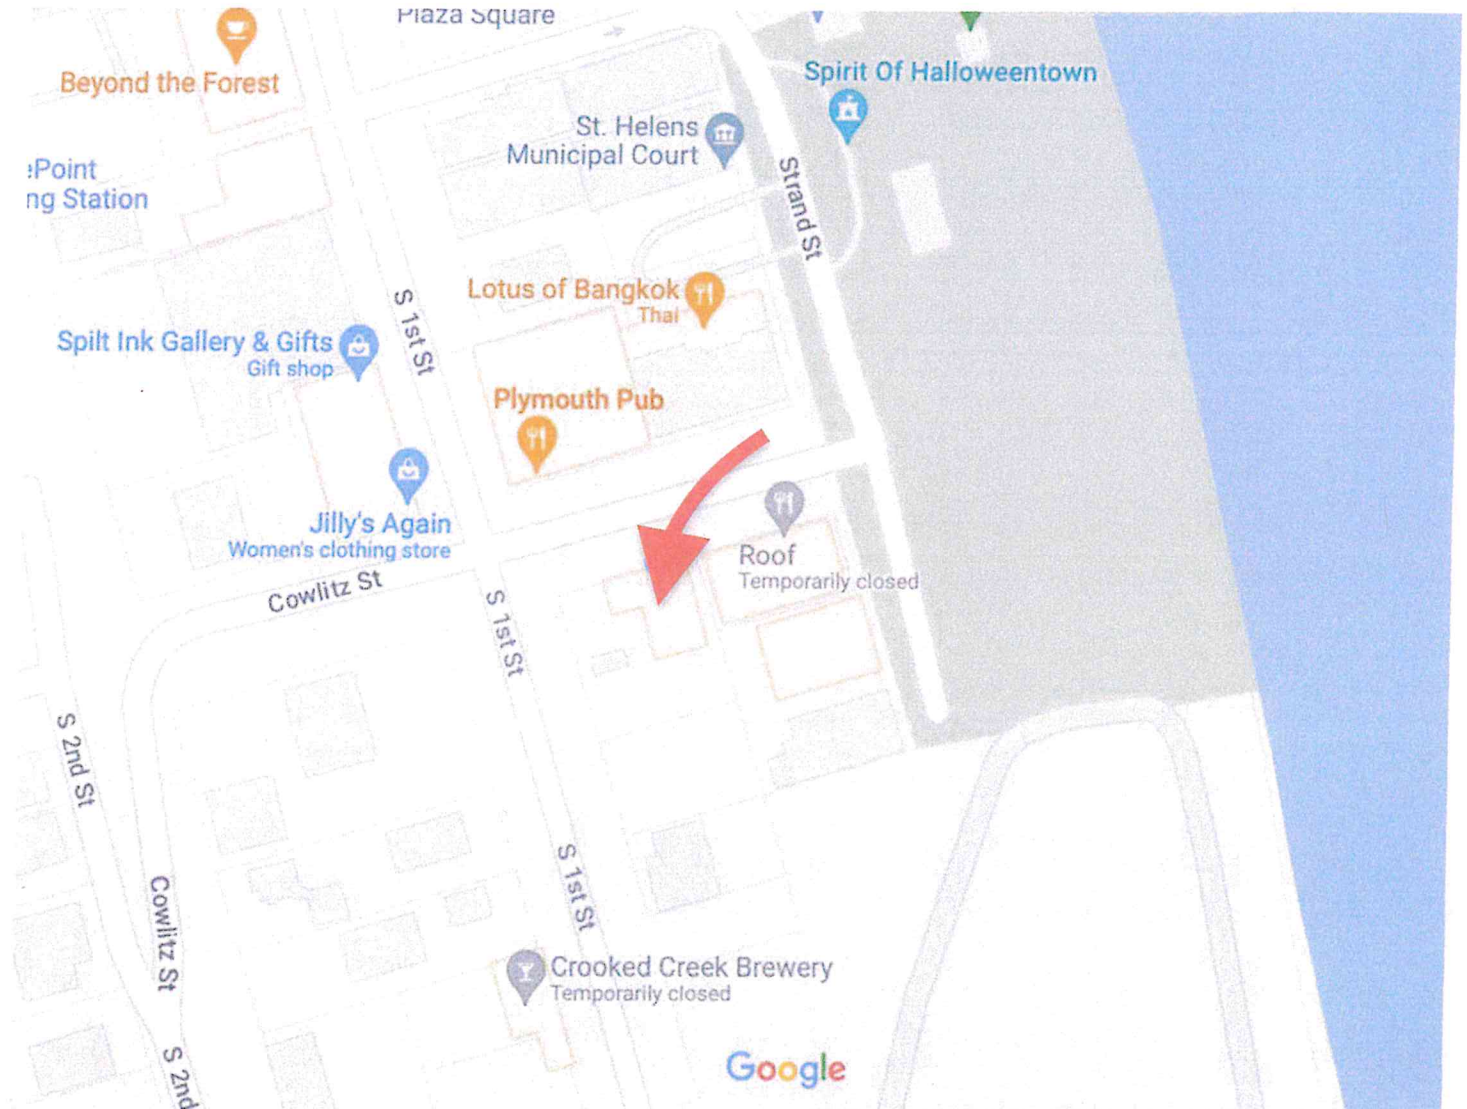 Plaza Square
Beyond the Forest
Spirit Of Halloweentown
St. Helens
Municipal Court
ePoint
ng Station
Strand St
S 1st St
Lotus of Bangkok
Thai
Spilt Ink Gallery & Gifts
Gift shop
Plymouth Pub
Jilly's Again
Women's clothing store
Roof
Temporarily closed
Cowlitz St
S 1st St
S 2nd St
S 1st St
Cowlitz St
Crooked Creek Brewery
Temporarily closed
S 2nd
Google